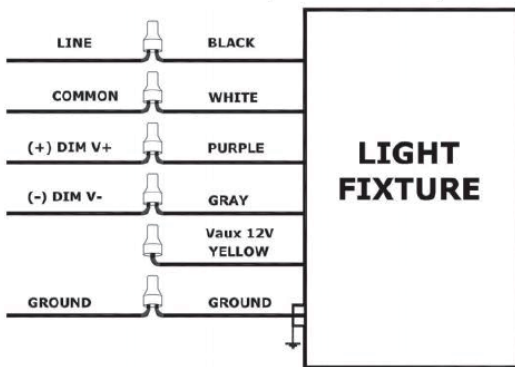 LINE BLACK
COMMON WHITE
(+) DIM V+ PURPLE
(-) DIM V- GRAY
Vaux 12V
YELLOW
GROUND GROUND
LIGHT
FIXTURE